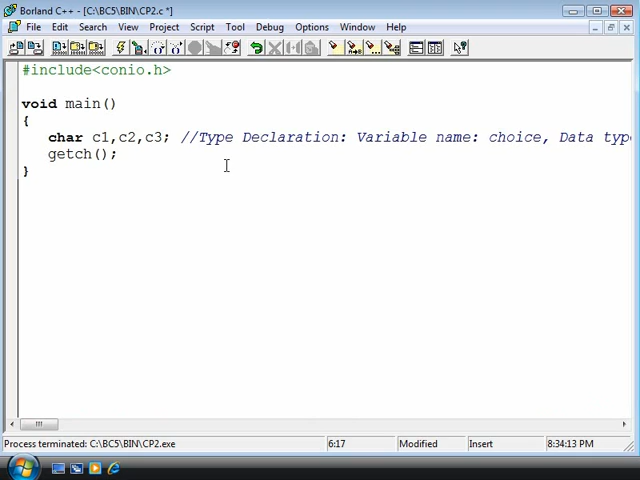 Borland C++ - [C:\BC5\BIN\CP2.c *]
File Edit Search View Project Script Tool Debug Options Window Help
#include<conio.h>
void main()
{
char c1,c2,c3; //Type Declaration: Variable name: choice, Data type
getch();
}
Process terminated: C:\BC5\BIN\CP2.exe 6:17 Modified Insert 8:34:13 PM